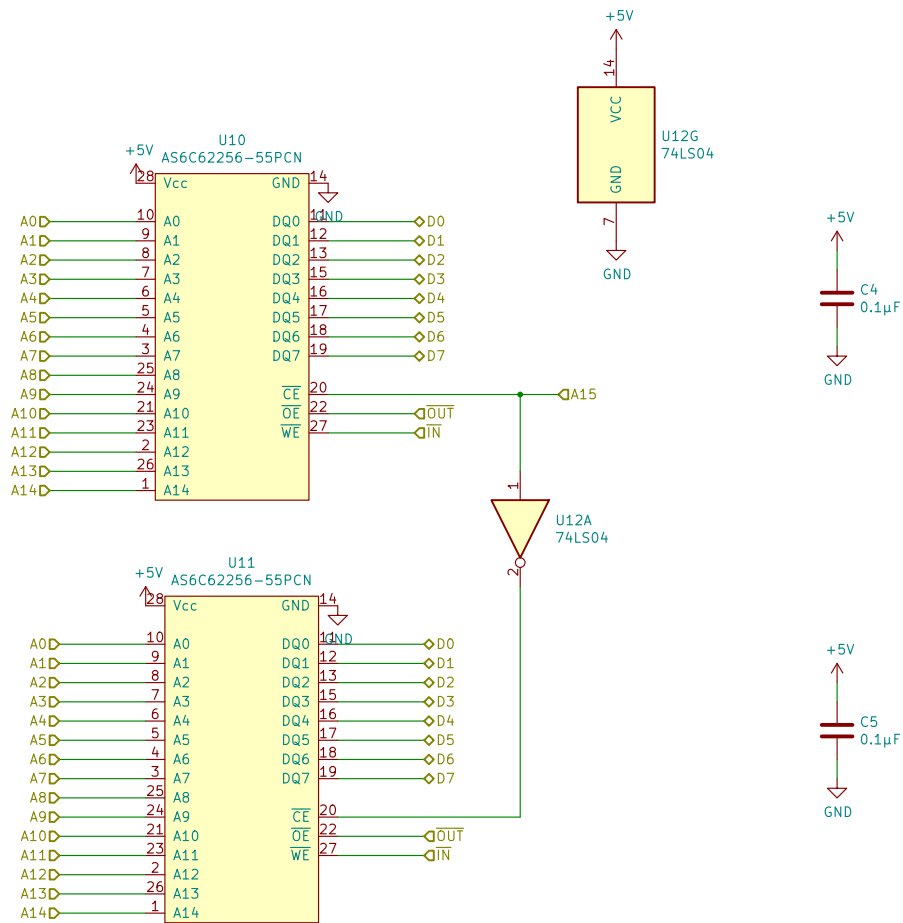 +5V
14
VCC
GND
7
GND
U12G
74LS04
U10
AS6C62256-55PCN
+5V
28 Vcc GND 14
GND
A0 10 A0 DQ0 11 D0
A1 9 A1 DQ1 12 D1
A2 8 A2 DQ2 13 D2
A3 7 A3 DQ3 15 D3
A4 6 A4 DQ4 16 D4
A5 5 A5 DQ5 17 D5
A6 4 A6 DQ6 18 D6
A7 3 A7 DQ7 19 D7
A8 25 A8
A9 24 A9 CE 20 A15
A10 21 A10 OE 22 OUT
A11 23 A11 WE 27 IN
A12 2 A12
A13 26 A13
A14 1 A14
+5V
C4
0.1µF
GND
1
U12A
74LS04
2
U11
AS6C62256-55PCN
+5V
28 Vcc GND 14
GND
A0 10 A0 DQ0 11 D0
A1 9 A1 DQ1 12 D1
A2 8 A2 DQ2 13 D2
A3 7 A3 DQ3 15 D3
A4 6 A4 DQ4 16 D4
A5 5 A5 DQ5 17 D5
A6 4 A6 DQ6 18 D6
A7 3 A7 DQ7 19 D7
A8 25 A8
A9 24 A9 CE 20
A10 21 A10 OE 22 OUT
A11 23 A11 WE 27 IN
A12 2 A12
A13 26 A13
A14 1 A14
+5V
C5
0.1µF
GND